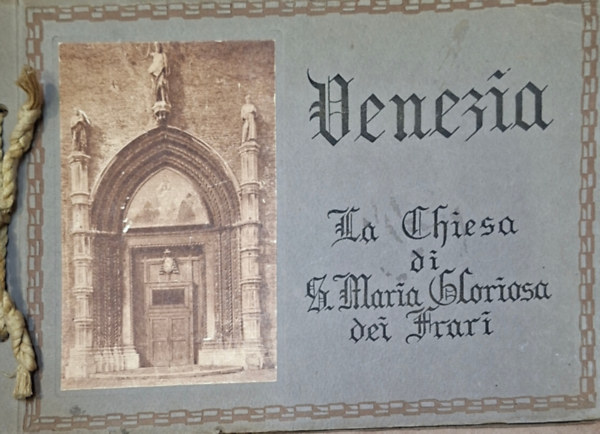 Venezia
La Chiesa
di
S. Maria Gloriosa
dei Frari